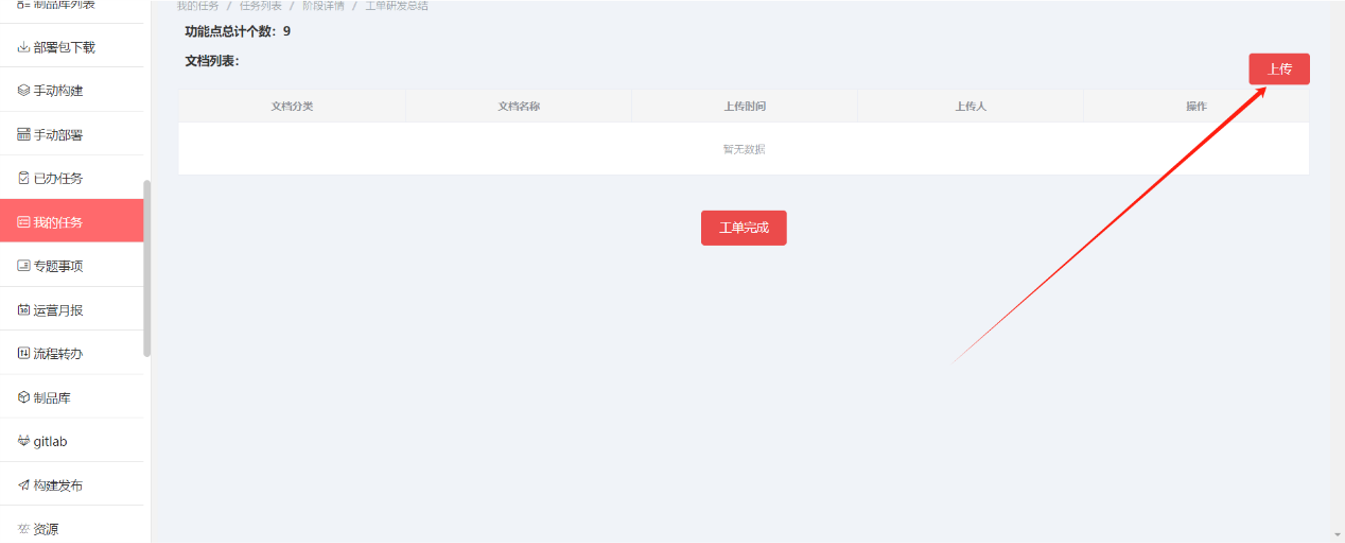 制品库列表
部署包下载
手动构建
手动部署
已办任务
我的任务
专题事项
运营月报
流程转办
制品库
gitlab
构建发布
资源
我的任务 / 任务列表 / 阶段详情 / 工单研发总结
功能点总计个数：9
文档列表：
上传
文档分类 文档名称 上传时间 上传人 操作
暂无数据
工单完成